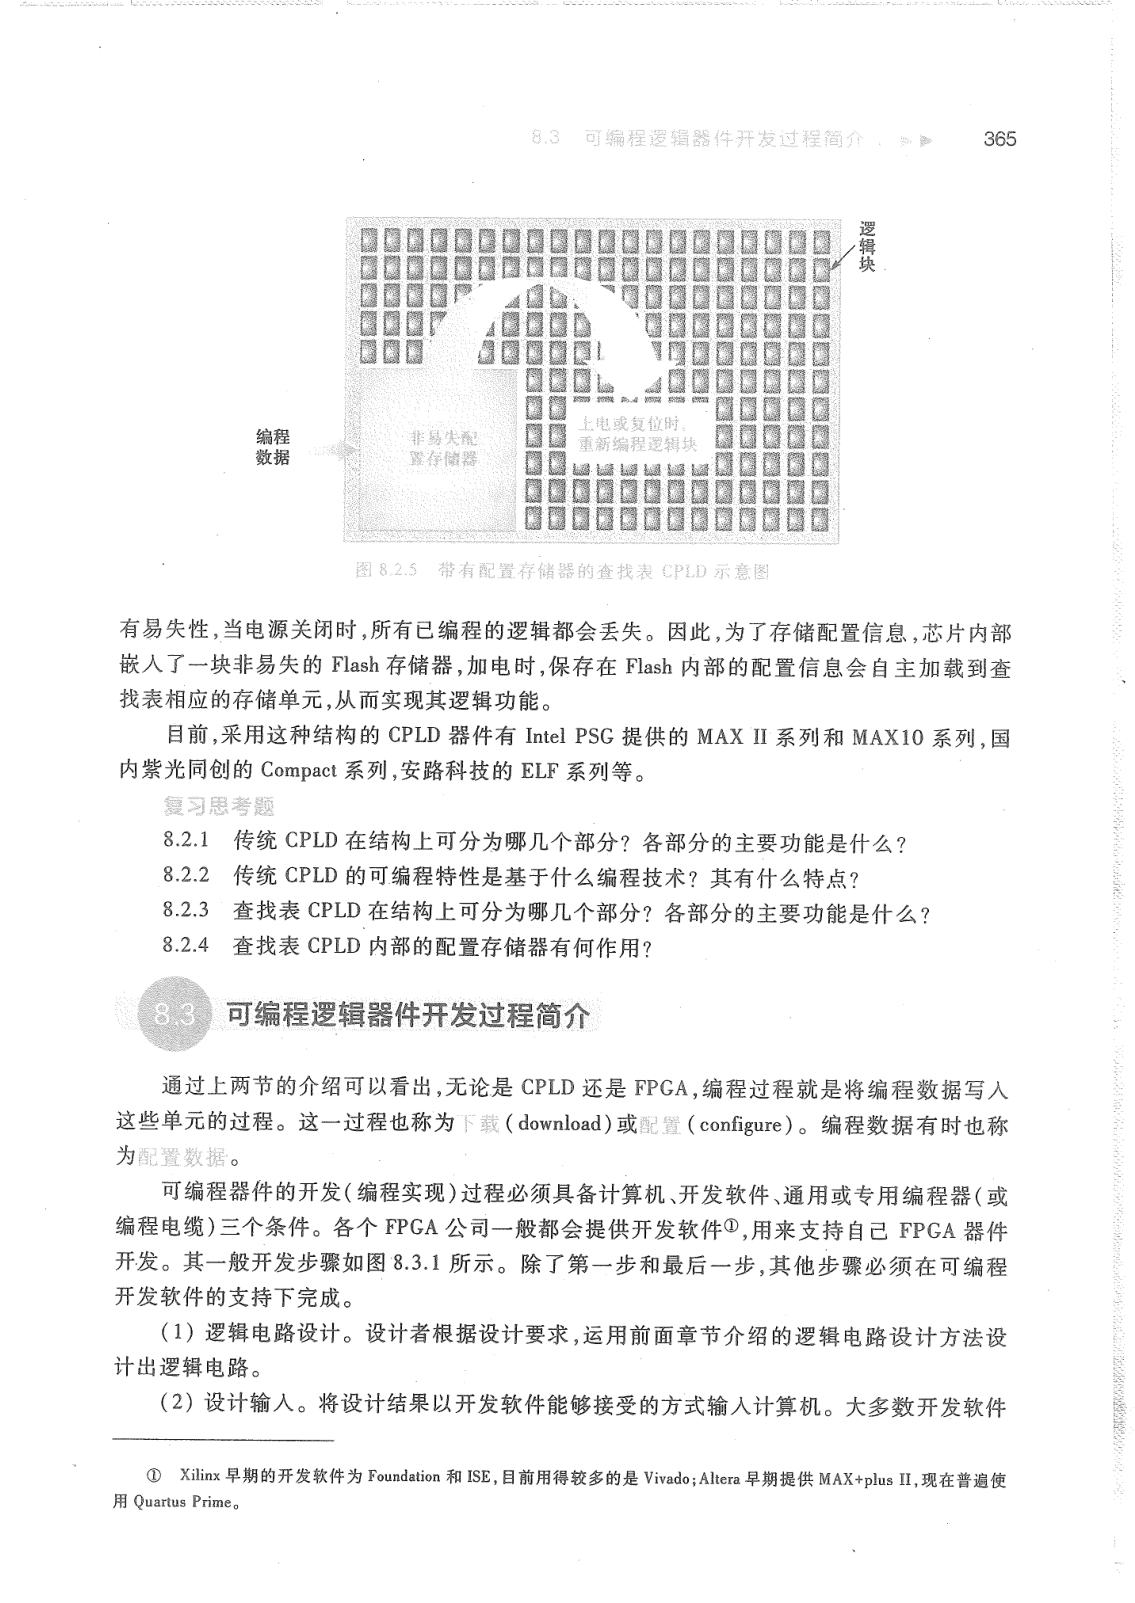 8.3 可编程逻辑器件开发过程简介 365
逻辑块
编程
数据
非易失配
置存储器
上电或复位时,
重新编程逻辑块
图 8.2.5 带有配置存储器的查找表 CPLD 示意图
有易失性,当电源关闭时,所有已编程的逻辑都会丢失。因此,为了存储配置信息,芯片内部
嵌入了一块非易失的 Flash 存储器,加电时,保存在 Flash 内部的配置信息会自主加载到查
找表相应的存储单元,从而实现其逻辑功能。
目前,采用这种结构的 CPLD 器件有 Intel PSG 提供的 MAX II 系列和 MAX10 系列,国
内紫光同创的 Compact 系列,安路科技的 ELF 系列等。
复习思考题
8.2.1 传统 CPLD 在结构上可分为哪几个部分? 各部分的主要功能是什么?
8.2.2 传统 CPLD 的可编程特性是基于什么编程技术? 其有什么特点?
8.2.3 查找表 CPLD 在结构上可分为哪几个部分? 各部分的主要功能是什么?
8.2.4 查找表 CPLD 内部的配置存储器有何作用?
8.3 可编程逻辑器件开发过程简介
通过上两节的介绍可以看出,无论是 CPLD 还是 FPGA,编程过程就是将编程数据写入
这些单元的过程。这一过程也称为下载(download)或配置(configure)。编程数据有时也称
为配置数据。
可编程器件的开发(编程实现)过程必须具备计算机、开发软件、通用或专用编程器(或
编程电缆)三个条件。各个 FPGA 公司一般都会提供开发软件①,用来支持自己 FPGA 器件
开发。其一般开发步骤如图 8.3.1 所示。除了第一步和最后一步,其他步骤必须在可编程
开发软件的支持下完成。
(1) 逻辑电路设计。设计者根据设计要求,运用前面章节介绍的逻辑电路设计方法设
计出逻辑电路。
(2) 设计输入。将设计结果以开发软件能够接受的方式输入计算机。大多数开发软件
① Xilinx 早期的开发软件为 Foundation 和 ISE,目前用得较多的是 Vivado;Altera 早期提供 MAX+plus II,现在普遍使
用 Quartus Prime。